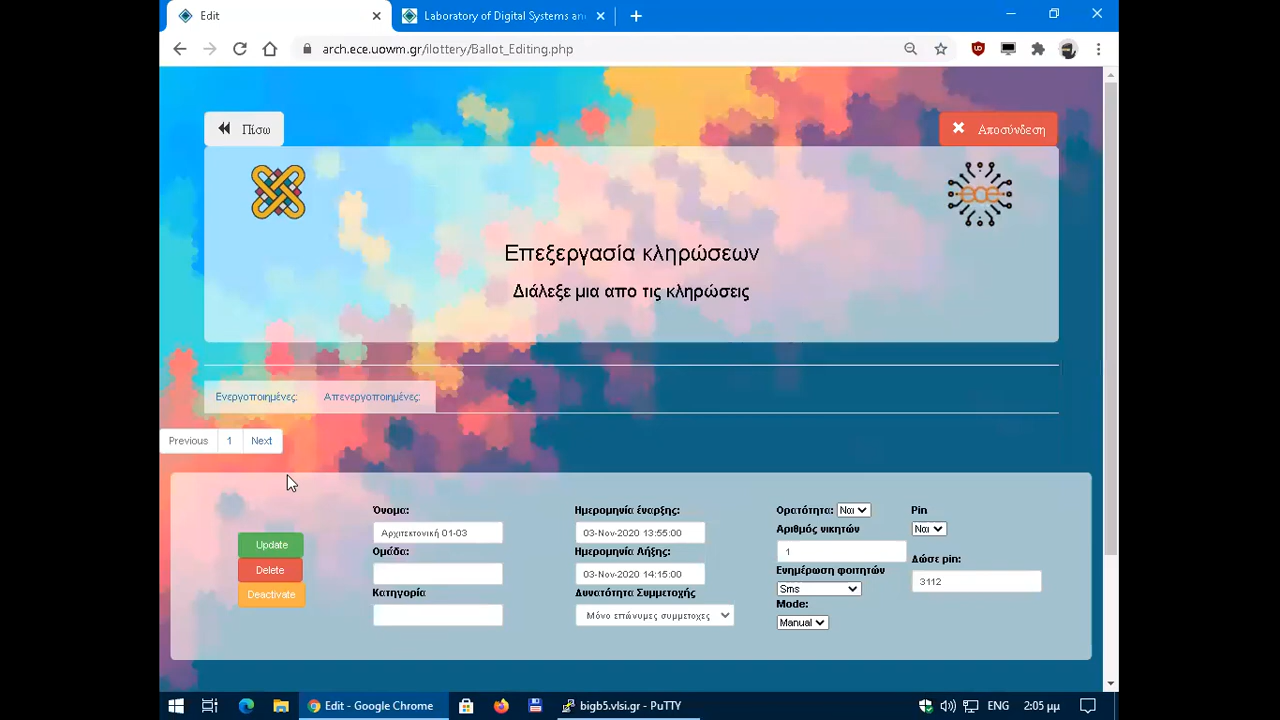 Edit
Laboratory of Digital Systems an
arch.ece.uowm.gr/ilottery/Ballot_Editing.php
Πίσω
Αποσύνδεση
ece
Επεξεργασία κληρώσεων
Διάλεξε μια απο τις κληρώσεις
Ενεργοποιημένες:
Απενεργοποιημένες:
Previous 1 Next
Update
Delete
Deactivate
Όνομα:
Αρχιτεκτονική 01-03
Ομάδα:
Κατηγορία
Ημερομηνία έναρξης:
03-Nov-2020 13:55:00
Ημερομηνία Λήξης:
03-Nov-2020 14:15:00
Δυνατότητα Συμμετοχής
Μόνο επώνυμες συμμετοχες
Ορατότητα: Ναι
Αριθμός νικητών
1
Ενημέρωση φοιτητών
Sms
Mode:
Manual
Pin
Ναι
Δώσε pin:
3112
Edit - Google Chrome
bigb5.vlsi.gr - PuTTY
ENG
2:05 μμ